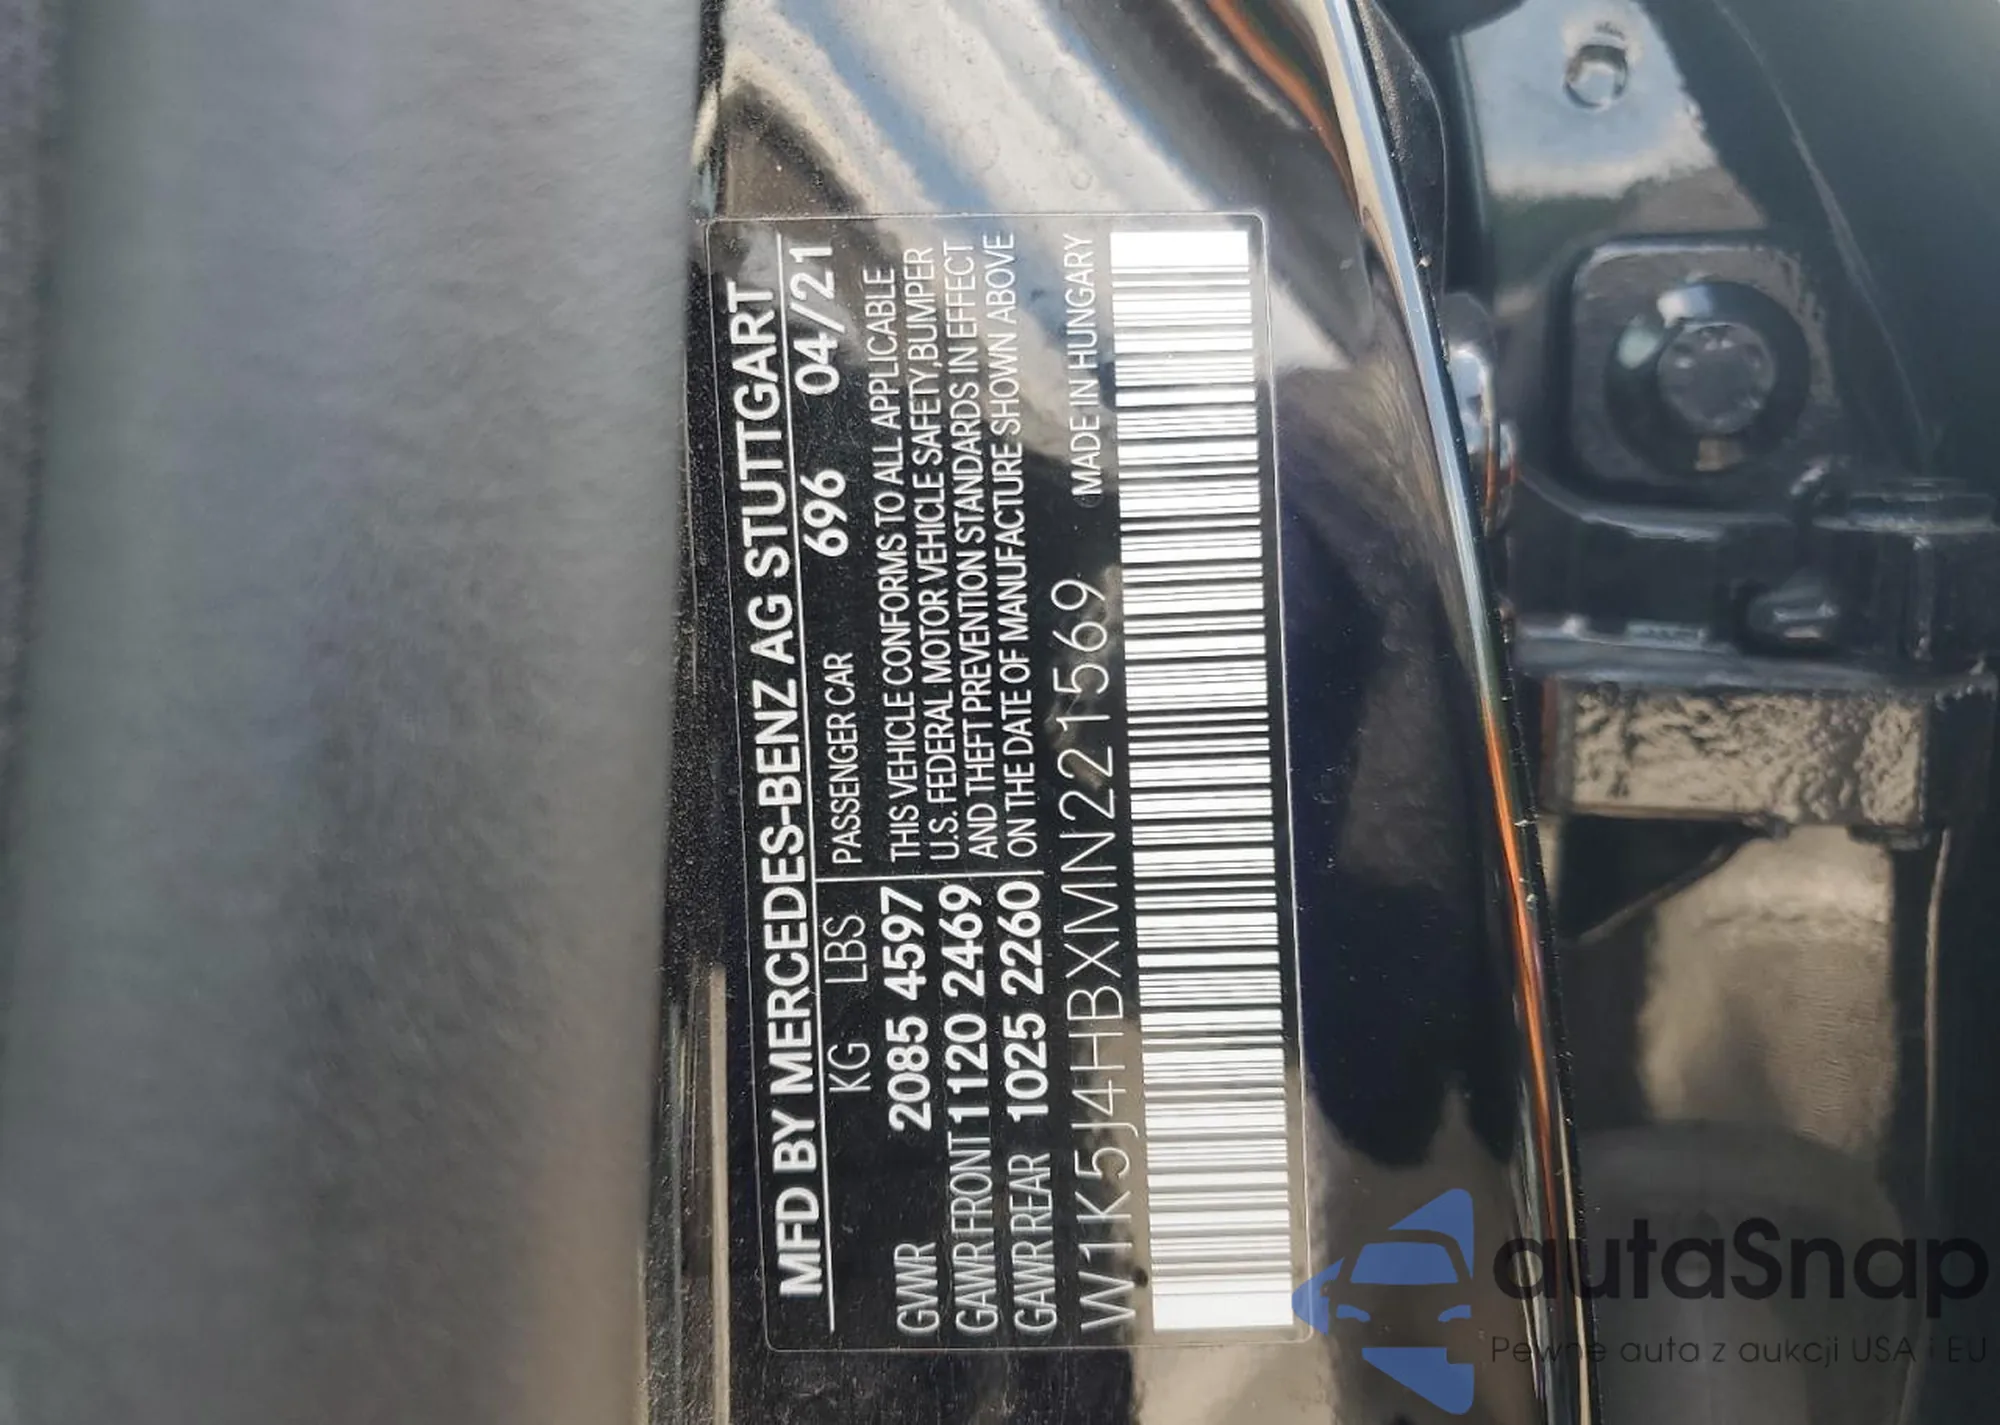 MFD BY MERCEDES-BENZ AG STUTTGART
KG LBS PASSENGER CAR 696 04/21
GVWR 2085 4597
GAWR FRONT 1120 2469
GAWR REAR 1025 2260
THIS VEHICLE CONFORMS TO ALL APPLICABLE
U.S. FEDERAL MOTOR VEHICLE SAFETY, BUMPER
AND THEFT PREVENTION STANDARDS IN EFFECT
ON THE DATE OF MANUFACTURE SHOWN ABOVE
W1K5J4HBXMN221569 MADE IN HUNGARY
autaSnap
Pewne auta z aukcji USA i EU